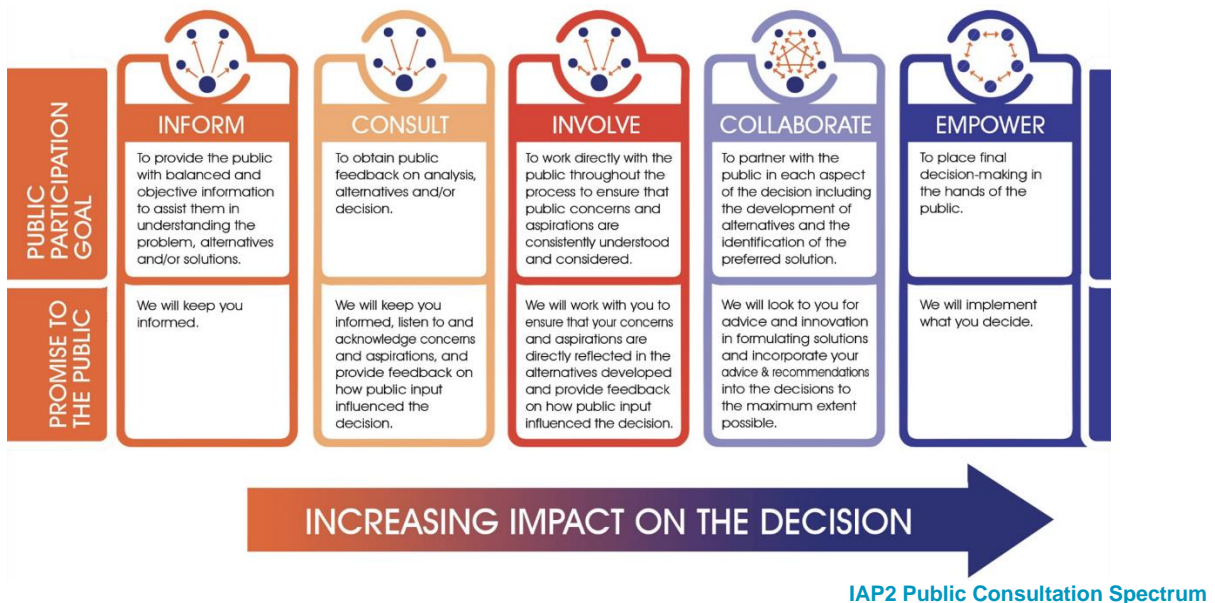 PUBLIC
PARTICIPATION
GOAL
INFORM
To provide the public
with balanced and
objective information
to assist them in
understanding the
problem, alternatives
and/or solutions.
CONSULT
To obtain public
feedback on analysis,
alternatives and/or
decision.
INVOLVE
To work directly with the
public throughout the
process to ensure that
public concerns and
aspirations are
consistently understood
and considered.
COLLABORATE
To partner with the
public in each aspect
of the decision including
the development of
alternatives and the
identification of the
preferred solution.
EMPOWER
To place final
decision-making in
the hands of the
public.
PROMISE TO
THE PUBLIC
We will keep you
informed.
We will keep you
informed, listen to and
acknowledge concerns
and aspirations, and
provide feedback on
how public input
influenced the
decision.
We will work with you to
ensure that your concerns
and aspirations are
directly reflected in the
alternatives developed
and provide feedback
on how public input
influenced the decision.
We will look to you for
advice and innovation
in formulating solutions
and incorporate your
advice & recommendations
into the decisions to
the maximum extent
possible.
We will implement
what you decide.
INCREASING IMPACT ON THE DECISION
IAP2 Public Consultation Spectrum